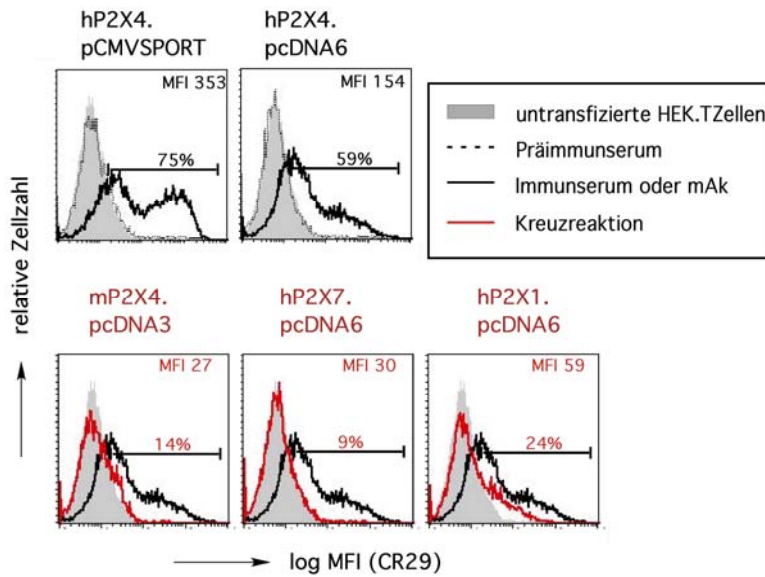 hP2X4.
pCMVSPORT
hP2X4.
pcDNA6
MFI 353
75%
MFI 154
59%
untransfizierte HEK.TZellen
Präimmunserum
Immunserum oder mAk
Kreuzreaktion
relative Zellzahl
mP2X4.
pcDNA3
hP2X7.
pcDNA6
hP2X1.
pcDNA6
MFI 27
14%
MFI 30
9%
MFI 59
24%
log MFI (CR29)